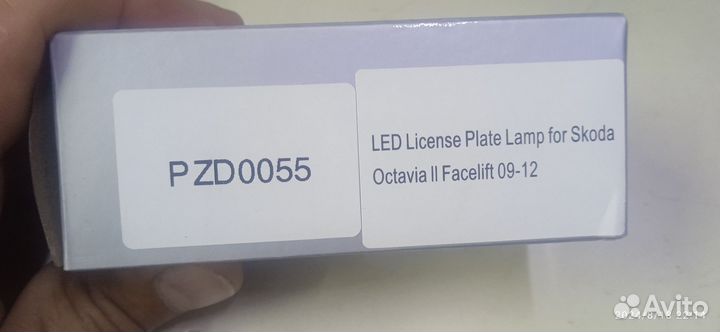 PZD0055
LED License Plate Lamp for Skoda
Octavia II Facelift 09-12
Avito